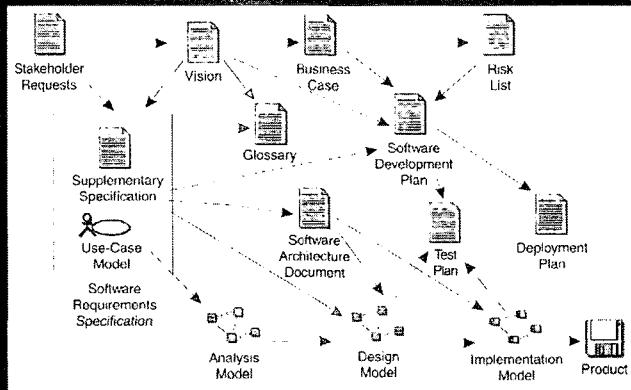 Stakeholder
Requests
Vision
Business
Case
Risk
List
Glossary
Software
Development
Plan
Supplementary
Specification
Use-Case
Model
Software
Architecture
Document
Test
Plan
Deployment
Plan
Software
Requirements
Specification
Analysis
Model
Design
Model
Implementation
Model
Product